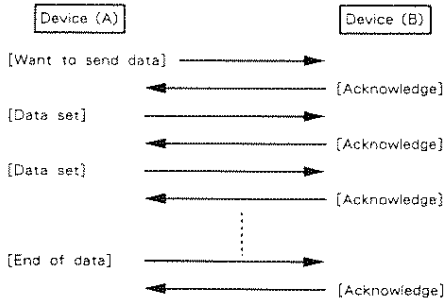 Device (A) Device (B)
[Want to send data]
[Acknowledge]
[Data set]
[Acknowledge]
[Data set]
[Acknowledge]
[End of data]
[Acknowledge]